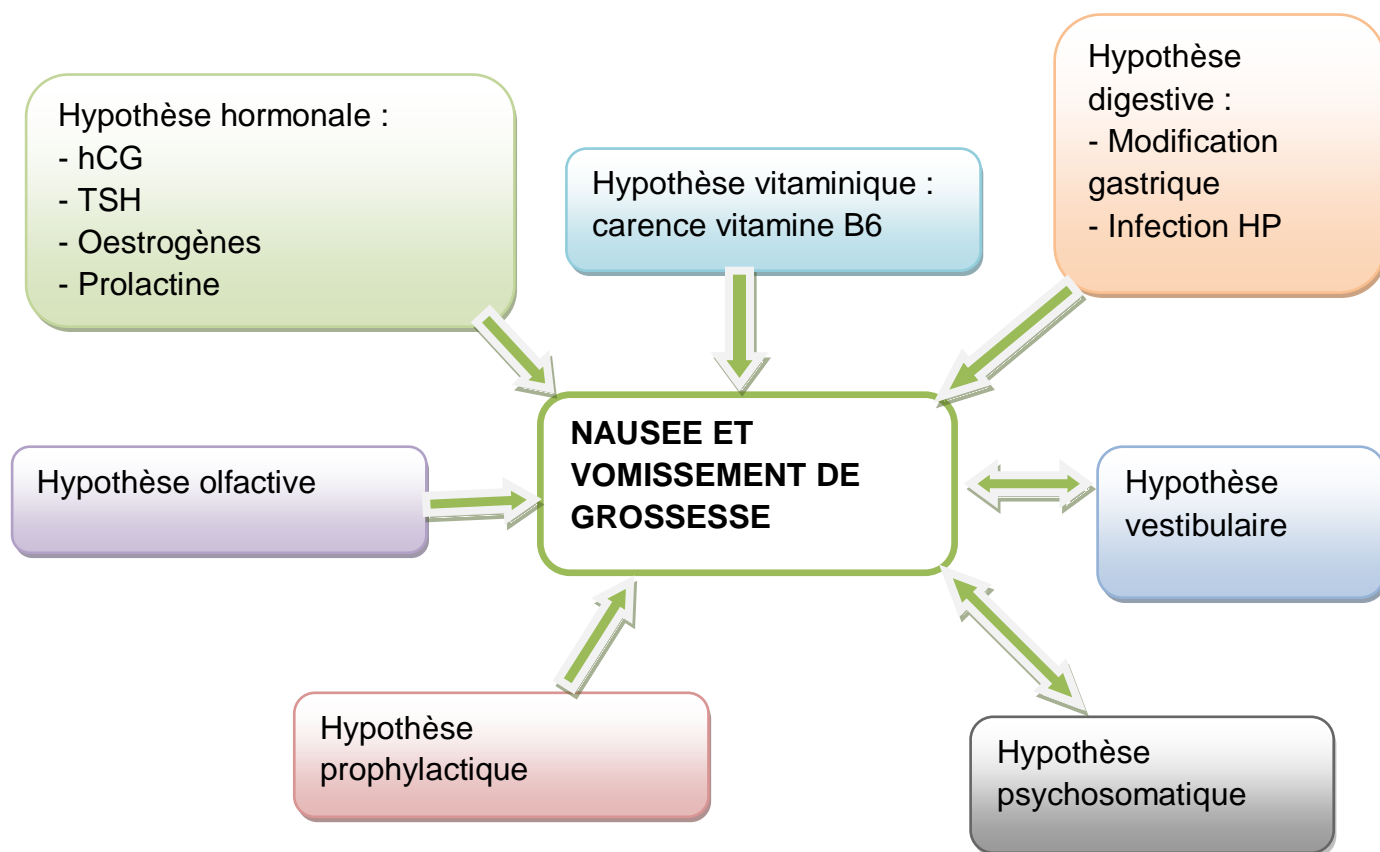 Hypothèse hormonale :
- hCG
- TSH
- Oestrogènes
- Prolactine
Hypothèse vitaminique :
carence vitamine B6
Hypothèse
digestive :
- Modification
gastrique
- Infection HP
Hypothèse olfactive
NAUSEE ET
VOMISSEMENT DE
GROSSESSE
Hypothèse
vestibulaire
Hypothèse
prophylactique
Hypothèse
psychosomatique